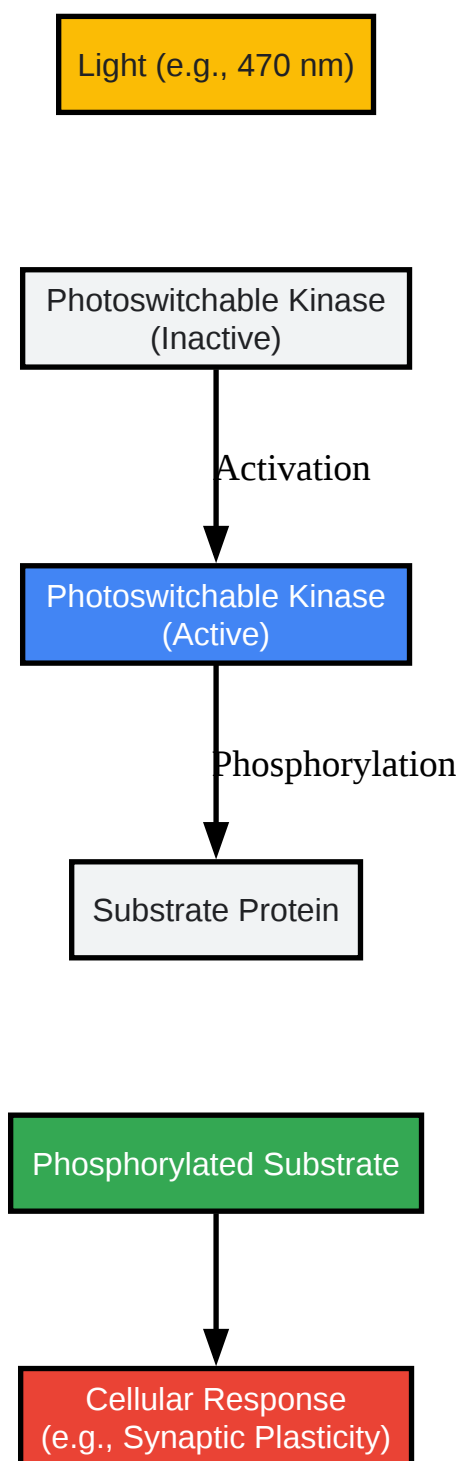 Light (e.g., 470 nm)
Photoswitchable Kinase
(Inactive)
Activation
Photoswitchable Kinase
(Active)
Phosphorylation
Substrate Protein
Phosphorylated Substrate
Cellular Response
(e.g., Synaptic Plasticity)